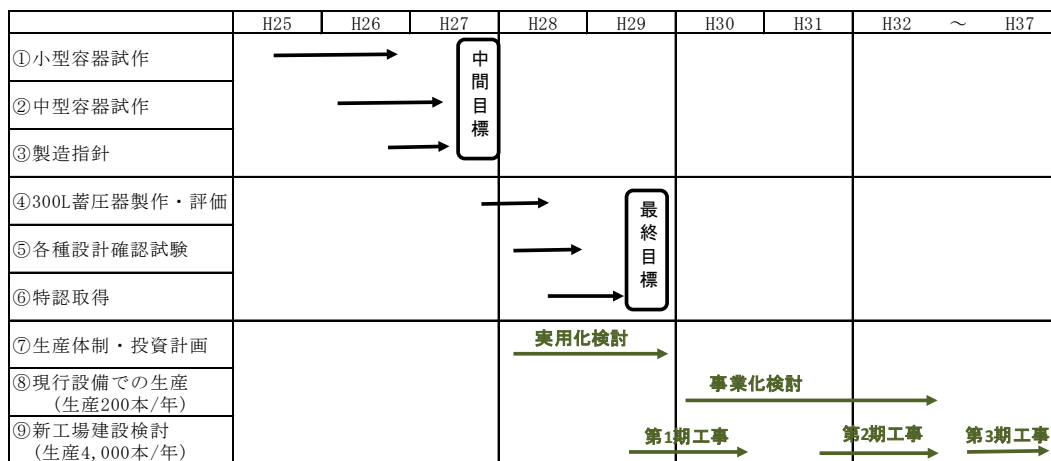 H25 H26 H27 H28 H29 H30 H31 H32 ～ H37
①小型容器試作
②中型容器試作
③製造指針
中間目標
④300L蓄圧器製作・評価
⑤各種設計確認試験
⑥特認取得
最終目標
⑦生産体制・投資計画
実用化検討
⑧現行設備での生産
(生産200本/年)
事業化検討
⑨新工場建設検討
(生産4,000本/年)
第1期工事 第2期工事 第3期工事